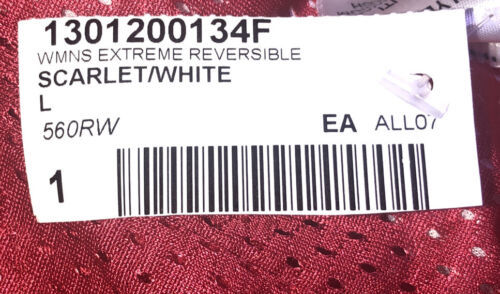 1301200134F
WMNS EXTREME REVERSIBLE
SCARLET/WHITE
L
560RW EA ALL07
1